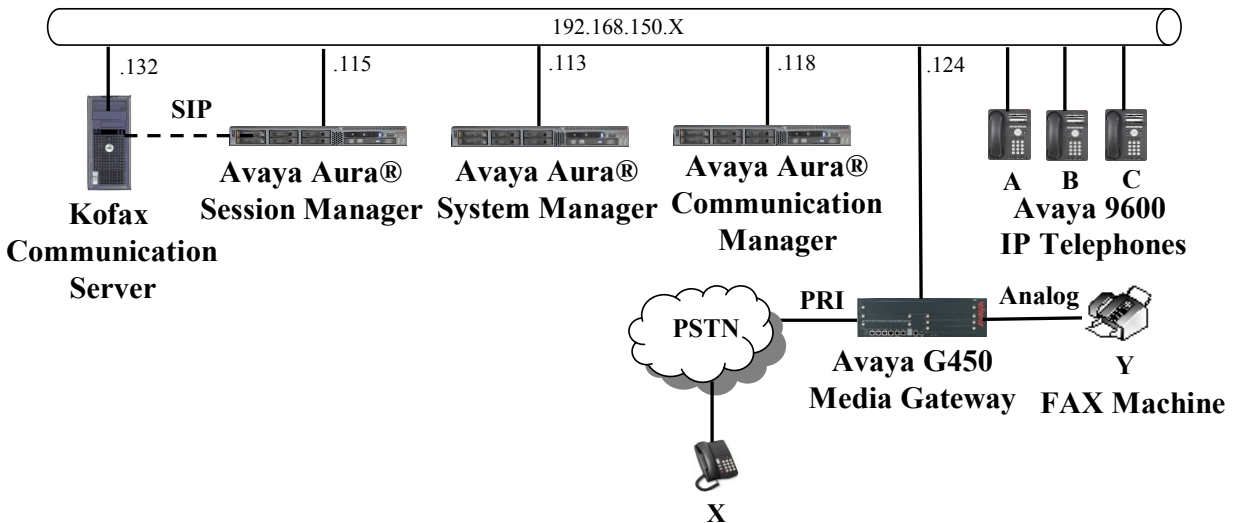 192.168.150.X
.132
.115
.113
.118
.124
SIP
A
B
C
Avaya Aura®
Session Manager
Avaya Aura®
System Manager
Avaya Aura®
Communication
Manager
Avaya 9600
IP Telephones
Kofax
Communication
Server
PSTN
PRI
Analog
Avaya G450
Media Gateway
Y
FAX Machine
X